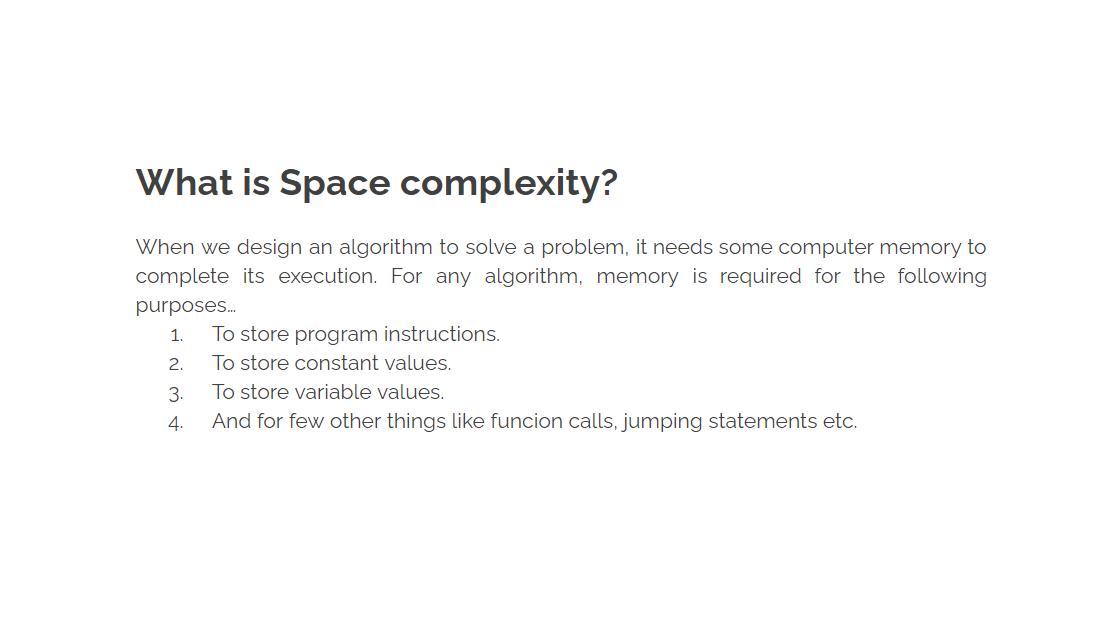 What is Space complexity?
When we design an algorithm to solve a problem, it needs some computer memory to
complete its execution. For any algorithm, memory is required for the following
purposes…
1. To store program instructions.
2. To store constant values.
3. To store variable values.
4. And for few other things like funcion calls, jumping statements etc.